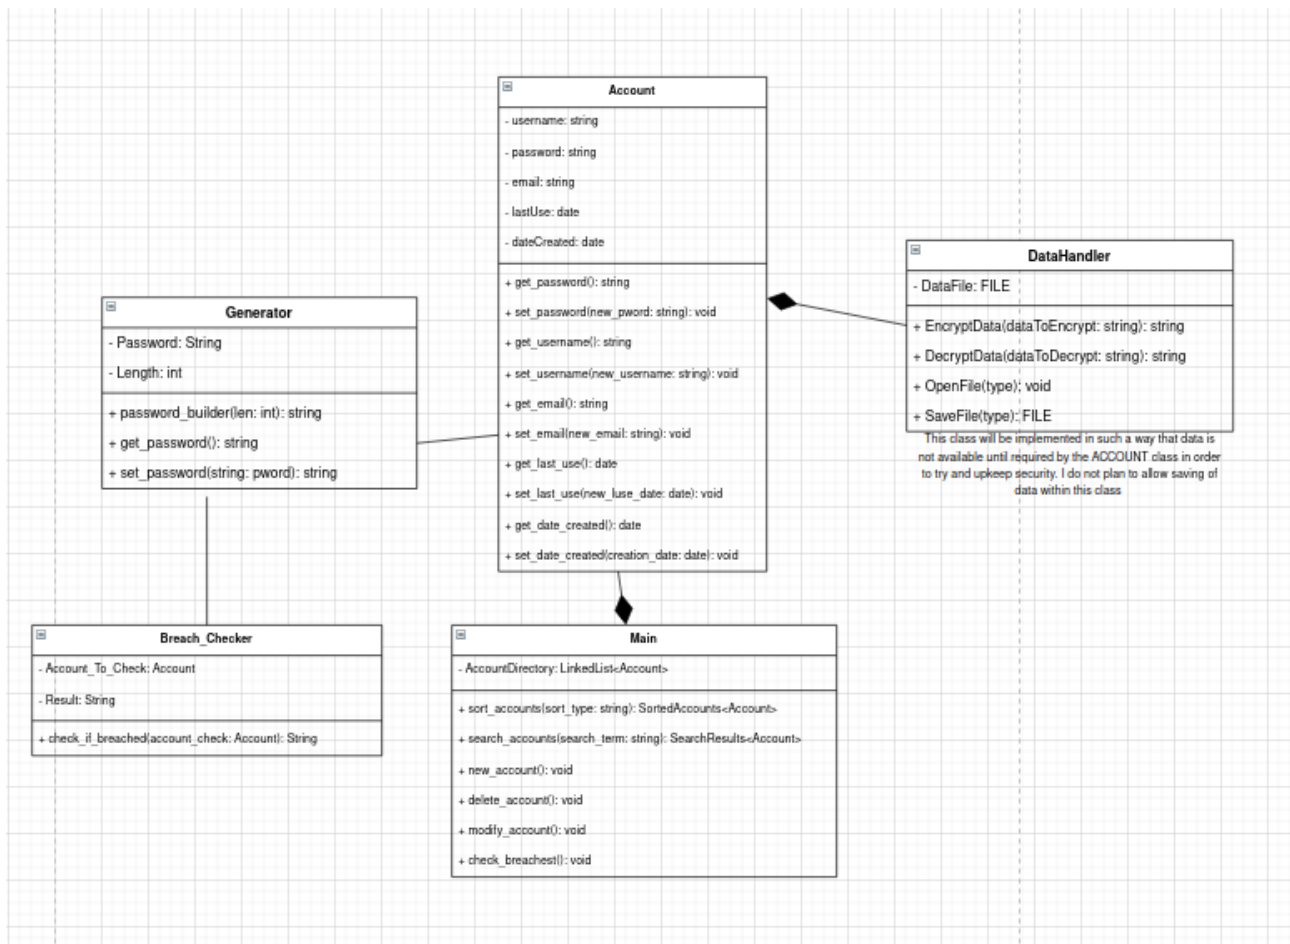 Account
- username: string
- password: string
- email: string
- lastUse: date
- dateCreated: date
+ get_password(): string
+ set_password(new_pword: string): void
+ get_username(): string
+ set_username(new_username: string): void
+ get_email(): string
+ set_email(new_email: string): void
+ get_last_use(): date
+ set_last_use(new_luse_date: date): void
+ get_date_created(): date
+ set_date_created(creation_date: date): void
DataHandler
- DataFile: FILE
+ EncryptData(dataToEncrypt: string): string
+ DecryptData(dataToDecrypt: string): string
+ OpenFile(type): void
+ SaveFile(type): FILE
This class will be implemented in such a way that data is
not available until required by the ACCOUNT class in order
to try and upkeep security. I do not plan to allow saving of
data within this class
Generator
- Password: String
- Length: int
+ password_builder(len: int): string
+ get_password(): string
+ set_password(string: pword): string
Breach_Checker
- Account_To_Check: Account
- Result: String
+ check_if_breached(account_check: Account): String
Main
- AccountDirectory: LinkedList<Account>
+ sort_accounts(sort_type: string): SortedAccounts<Account>
+ search_accounts(search_term: string): SearchResults<Account>
+ new_account(): void
+ delete_account(): void
+ modify_account(): void
+ check_breachest(): void